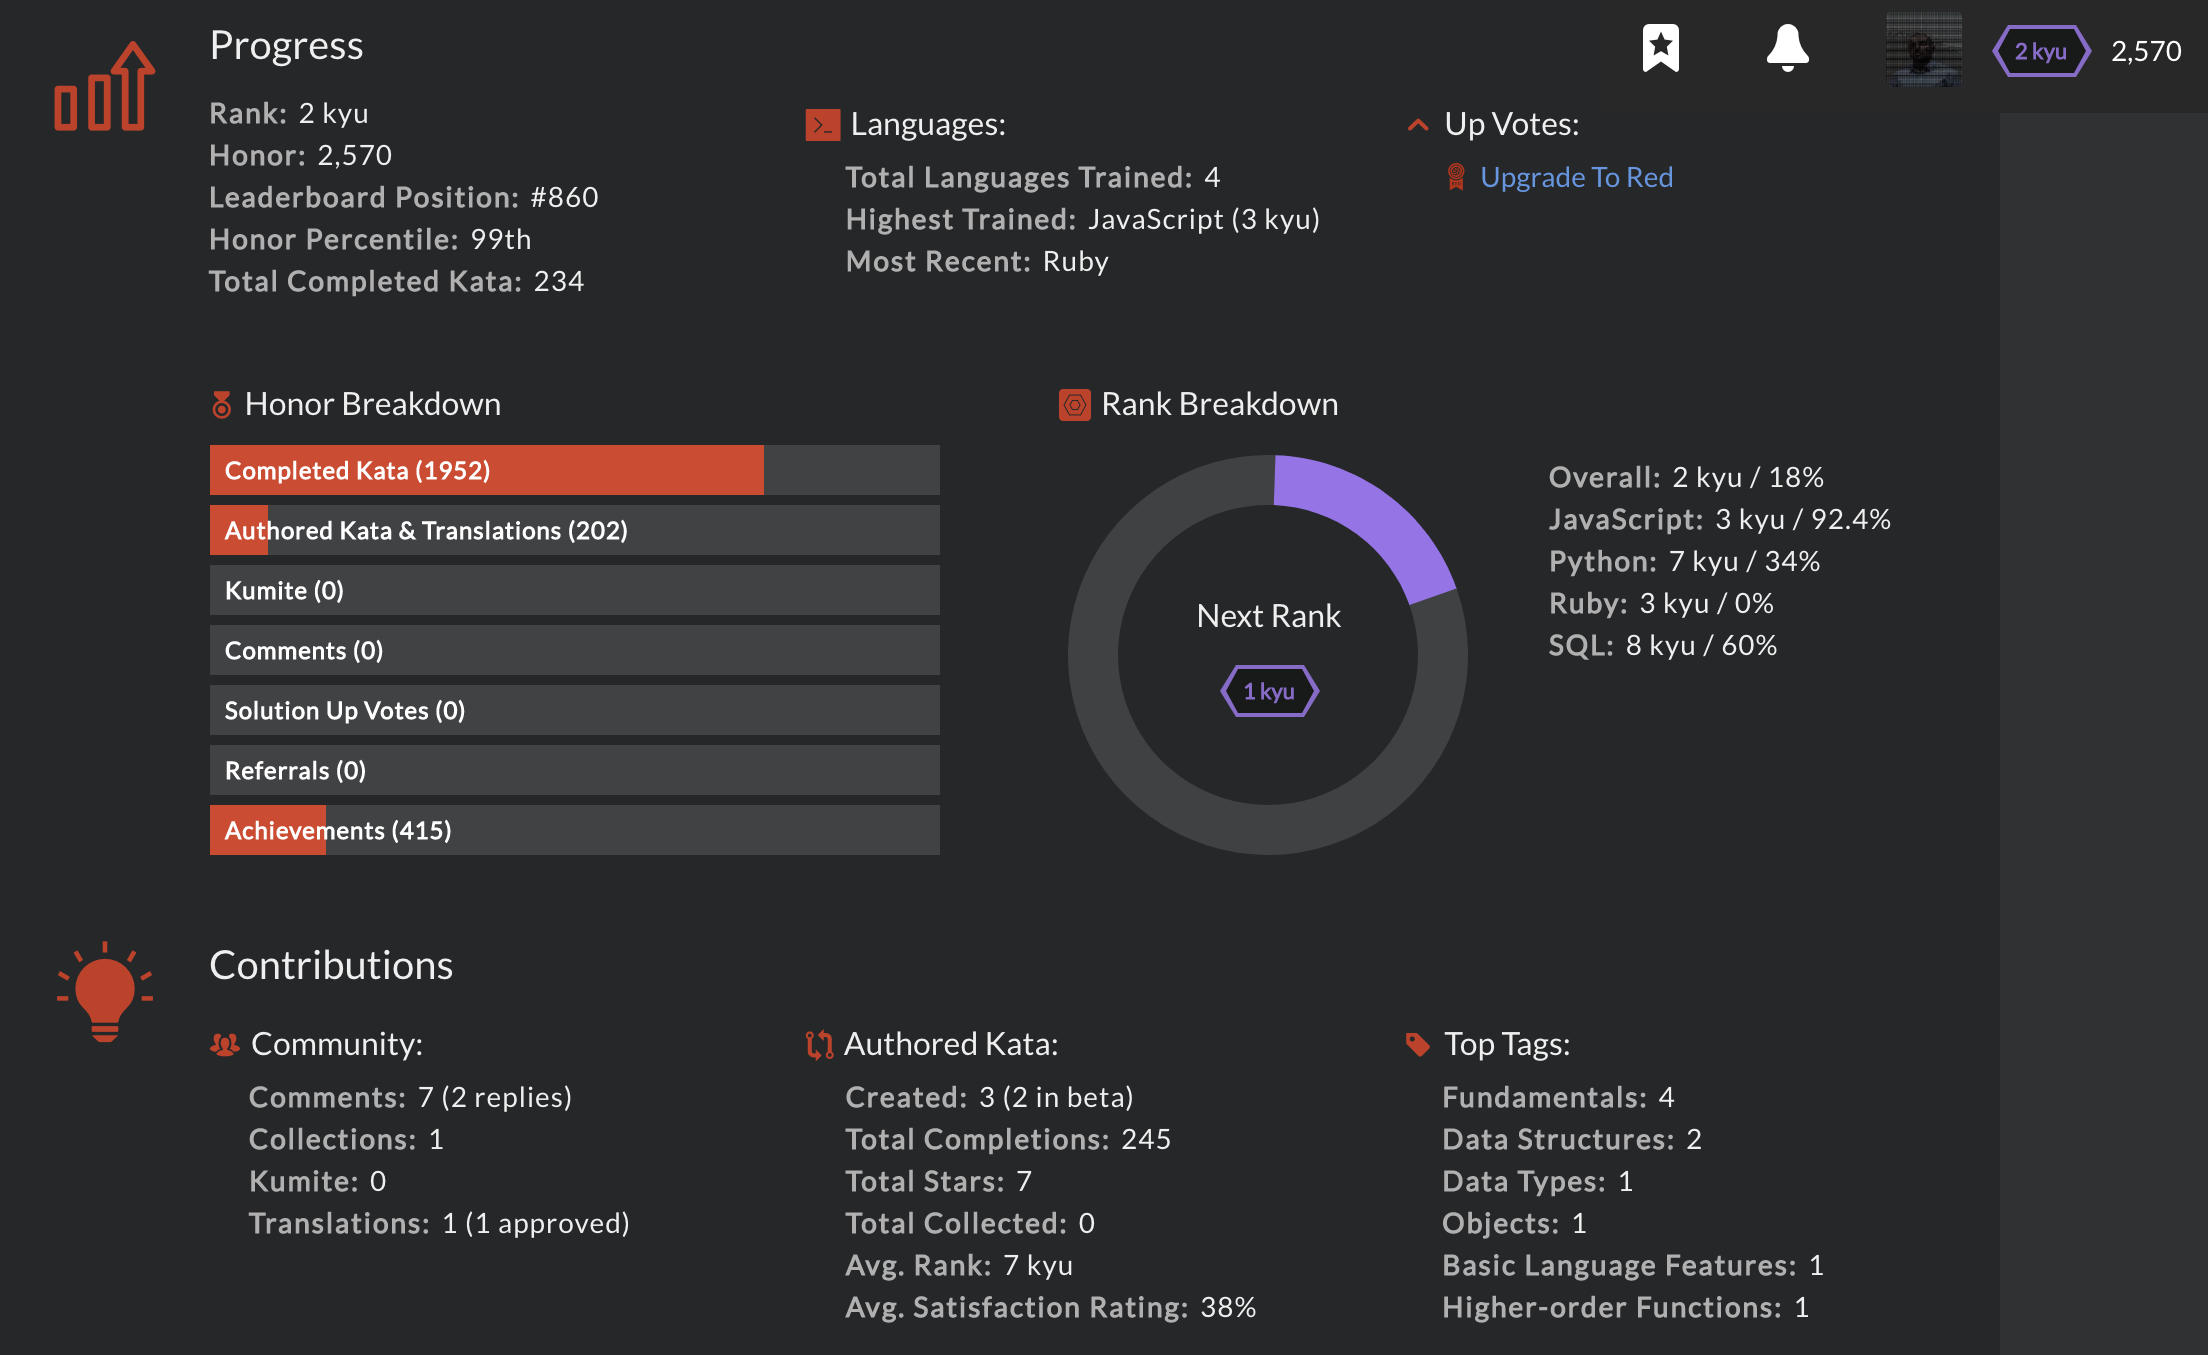 Progress
2 kyu
2,570
Rank: 2 kyu
Honor: 2,570
Leaderboard Position: #860
Honor Percentile: 99th
Total Completed Kata: 234
Languages:
Total Languages Trained: 4
Highest Trained: JavaScript (3 kyu)
Most Recent: Ruby
Up Votes:
Upgrade To Red
Honor Breakdown
Completed Kata (1952)
Authored Kata & Translations (202)
Kumite (0)
Comments (0)
Solution Up Votes (0)
Referrals (0)
Achievements (415)
Rank Breakdown
Next Rank
1 kyu
Overall: 2 kyu / 18%
JavaScript: 3 kyu / 92.4%
Python: 7 kyu / 34%
Ruby: 3 kyu / 0%
SQL: 8 kyu / 60%
Contributions
Community:
Comments: 7 (2 replies)
Collections: 1
Kumite: 0
Translations: 1 (1 approved)
Authored Kata:
Created: 3 (2 in beta)
Total Completions: 245
Total Stars: 7
Total Collected: 0
Avg. Rank: 7 kyu
Avg. Satisfaction Rating: 38%
Top Tags:
Fundamentals: 4
Data Structures: 2
Data Types: 1
Objects: 1
Basic Language Features: 1
Higher-order Functions: 1